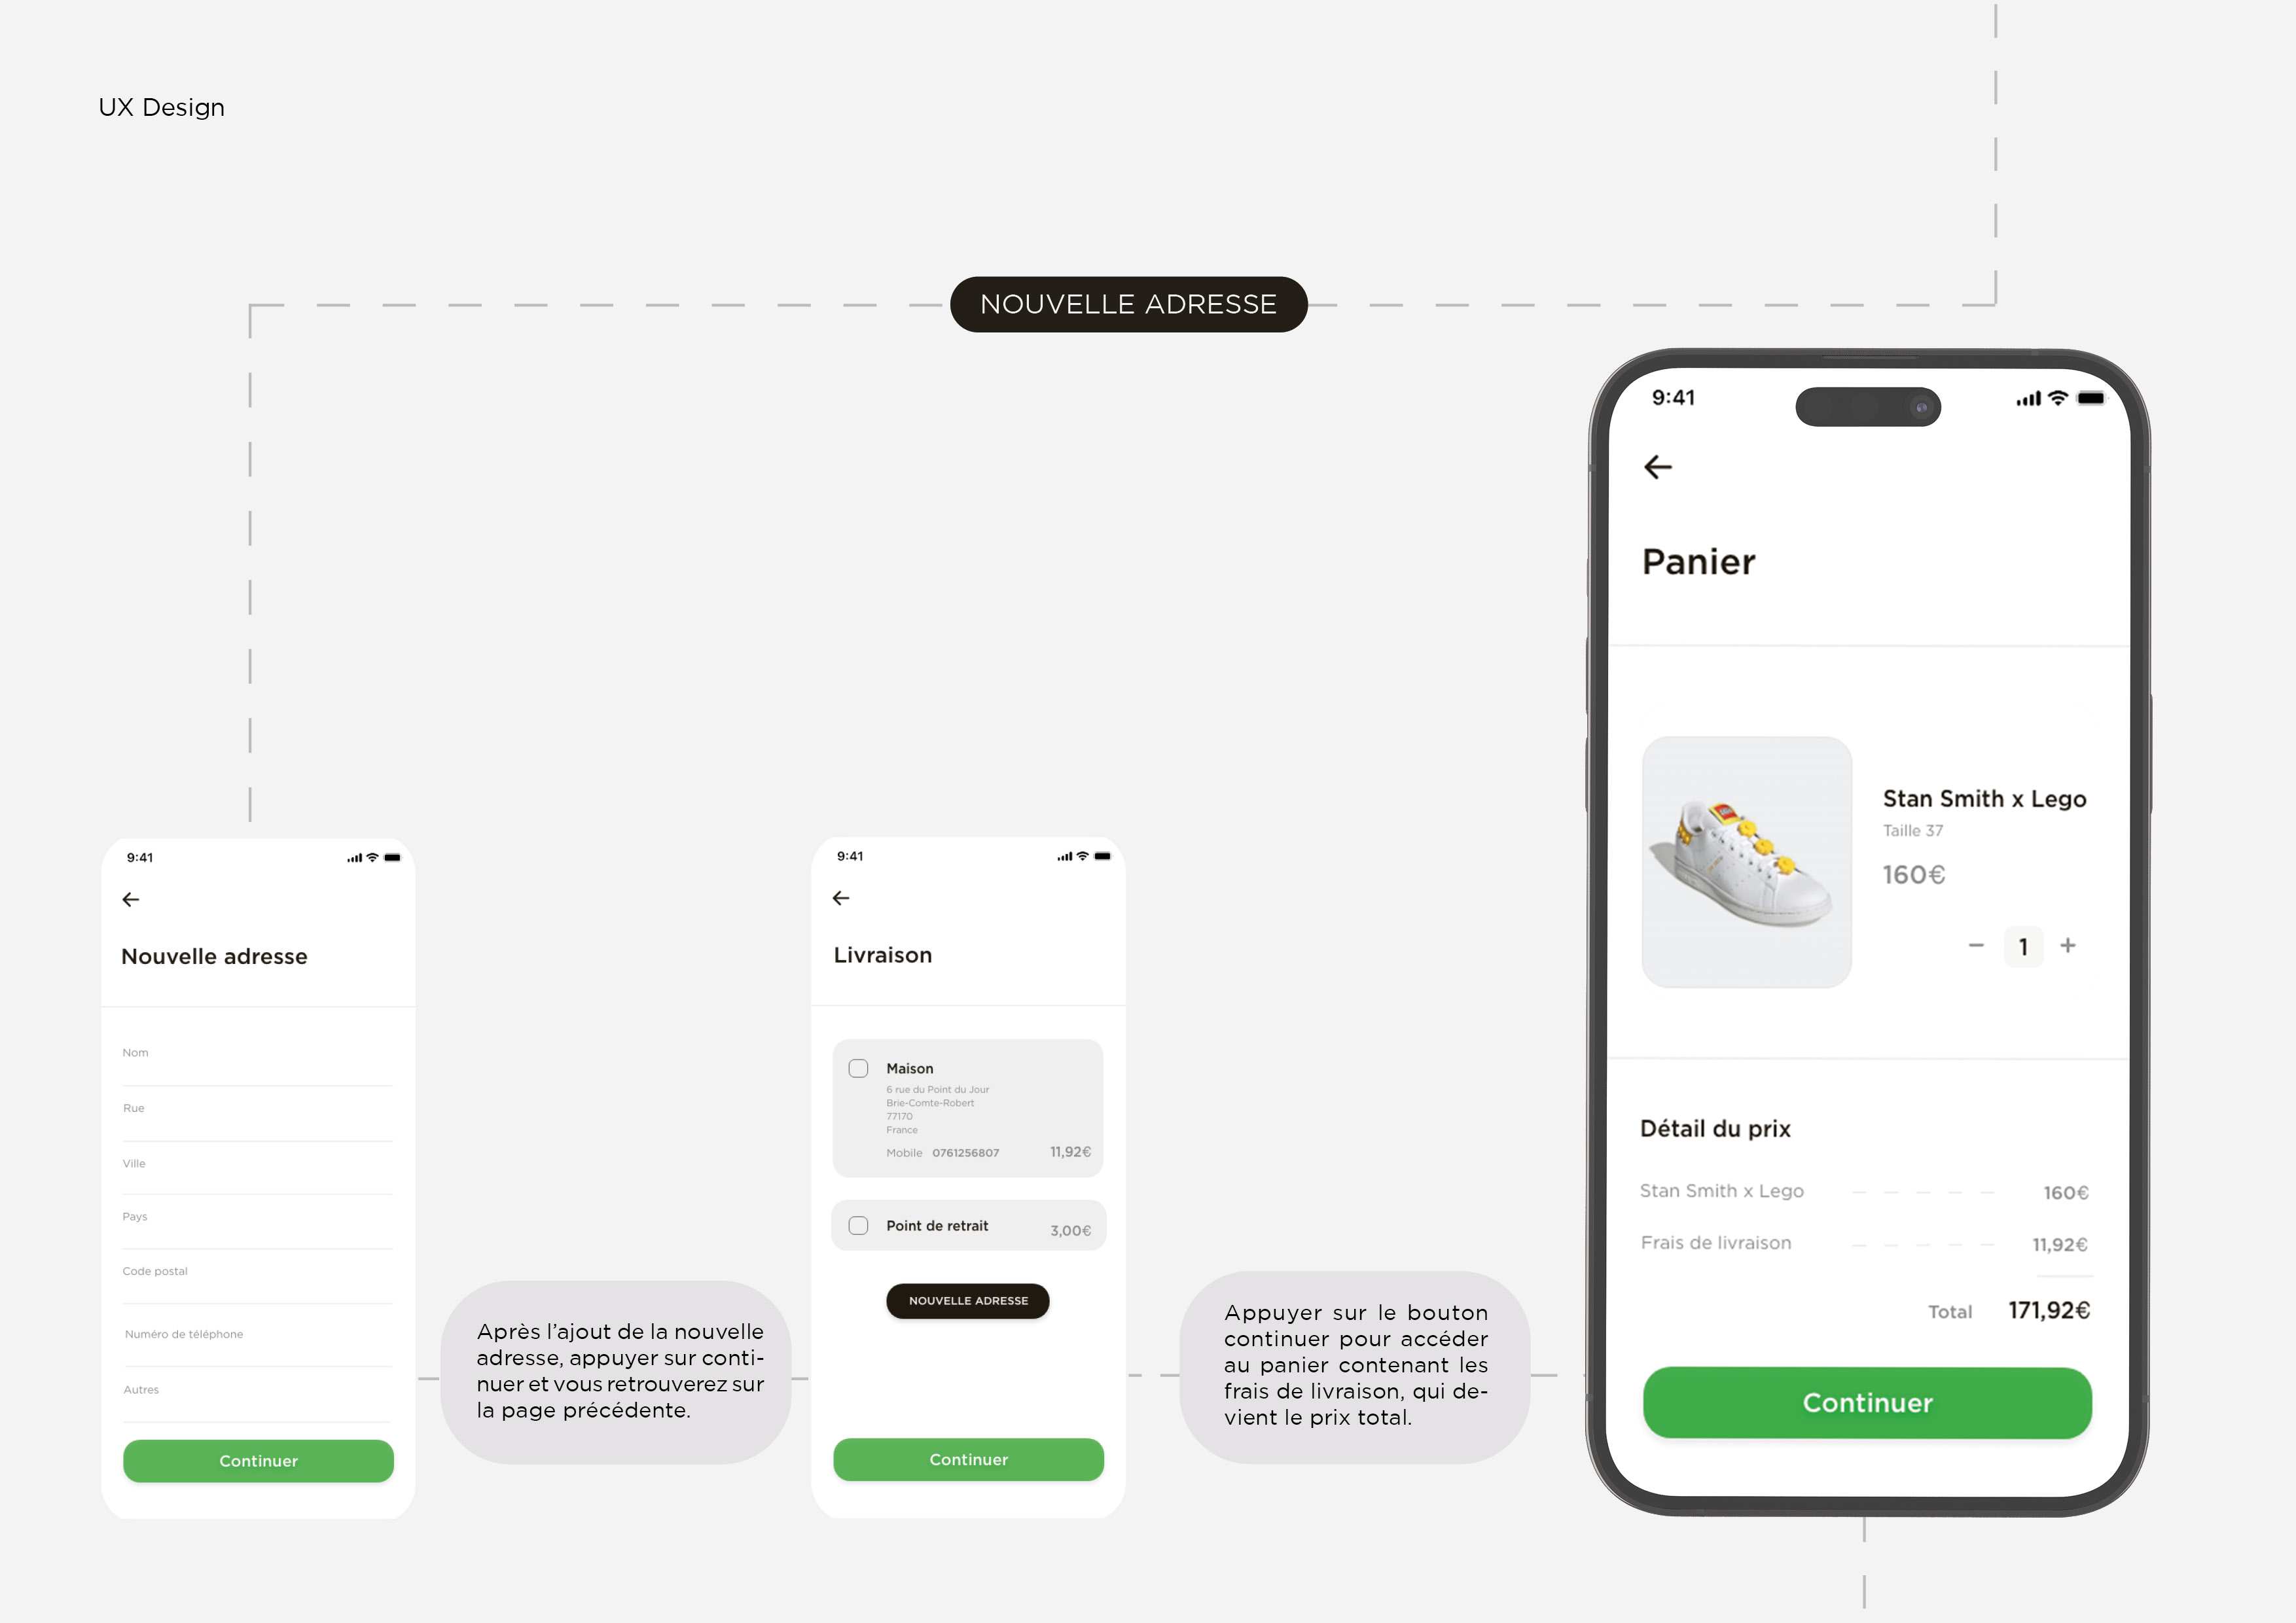 UX Design
NOUVELLE ADRESSE
9:41
Nouvelle adresse
Nom
Rue
Ville
Pays
Code postal
Numéro de téléphone
Autres
Continuer
Après l’ajout de la nouvelle
adresse, appuyer sur conti-
nuer et vous retrouverez sur
la page précédente.
9:41
Livraison
Maison
6 rue du Point du Jour
Brie-Comte-Robert
77170
France
Mobile 0761256807 11,92€
Point de retrait 3,00€
NOUVELLE ADRESSE
Continuer
Appuyer sur le bouton
continuer pour accéder
au panier contenant les
frais de livraison, qui de-
vient le prix total.
9:41
Panier
Stan Smith x Lego
Taille 37
160€
− 1 +
Détail du prix
Stan Smith x Lego 160€
Frais de livraison 11,92€
Total 171,92€
Continuer